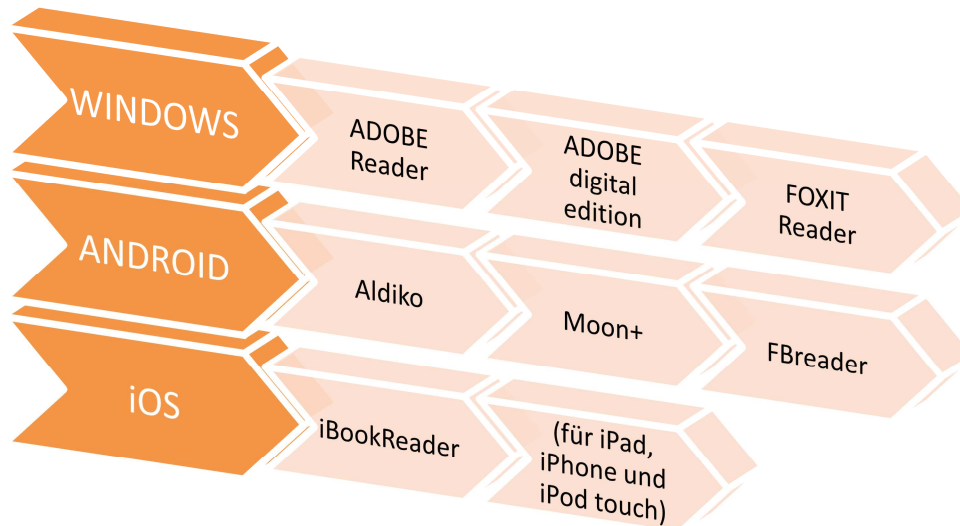 WINDOWS
ADOBE
Reader
ADOBE
digital
edition
FOXIT
Reader
ANDROID
Aldiko
Moon+
FBreader
iOS
iBookReader
(für iPad,
iPhone und
iPod touch)